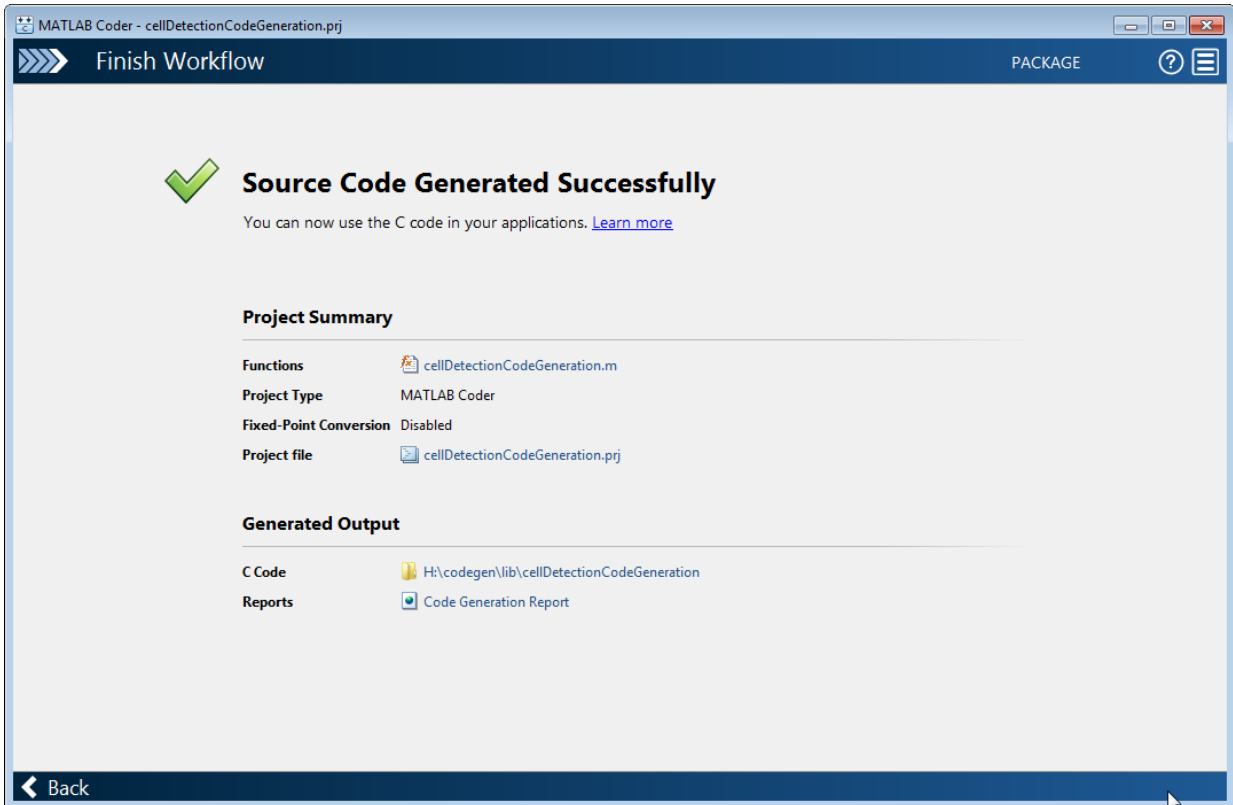 MATLAB Coder - cellDetectionCodeGeneration.prj
Finish Workflow PACKAGE
Source Code Generated Successfully
You can now use the C code in your applications. Learn more
Project Summary
Functions cellDetectionCodeGeneration.m
Project Type MATLAB Coder
Fixed-Point Conversion Disabled
Project file cellDetectionCodeGeneration.prj
Generated Output
C Code H:\codegen\lib\cellDetectionCodeGeneration
Reports Code Generation Report
Back